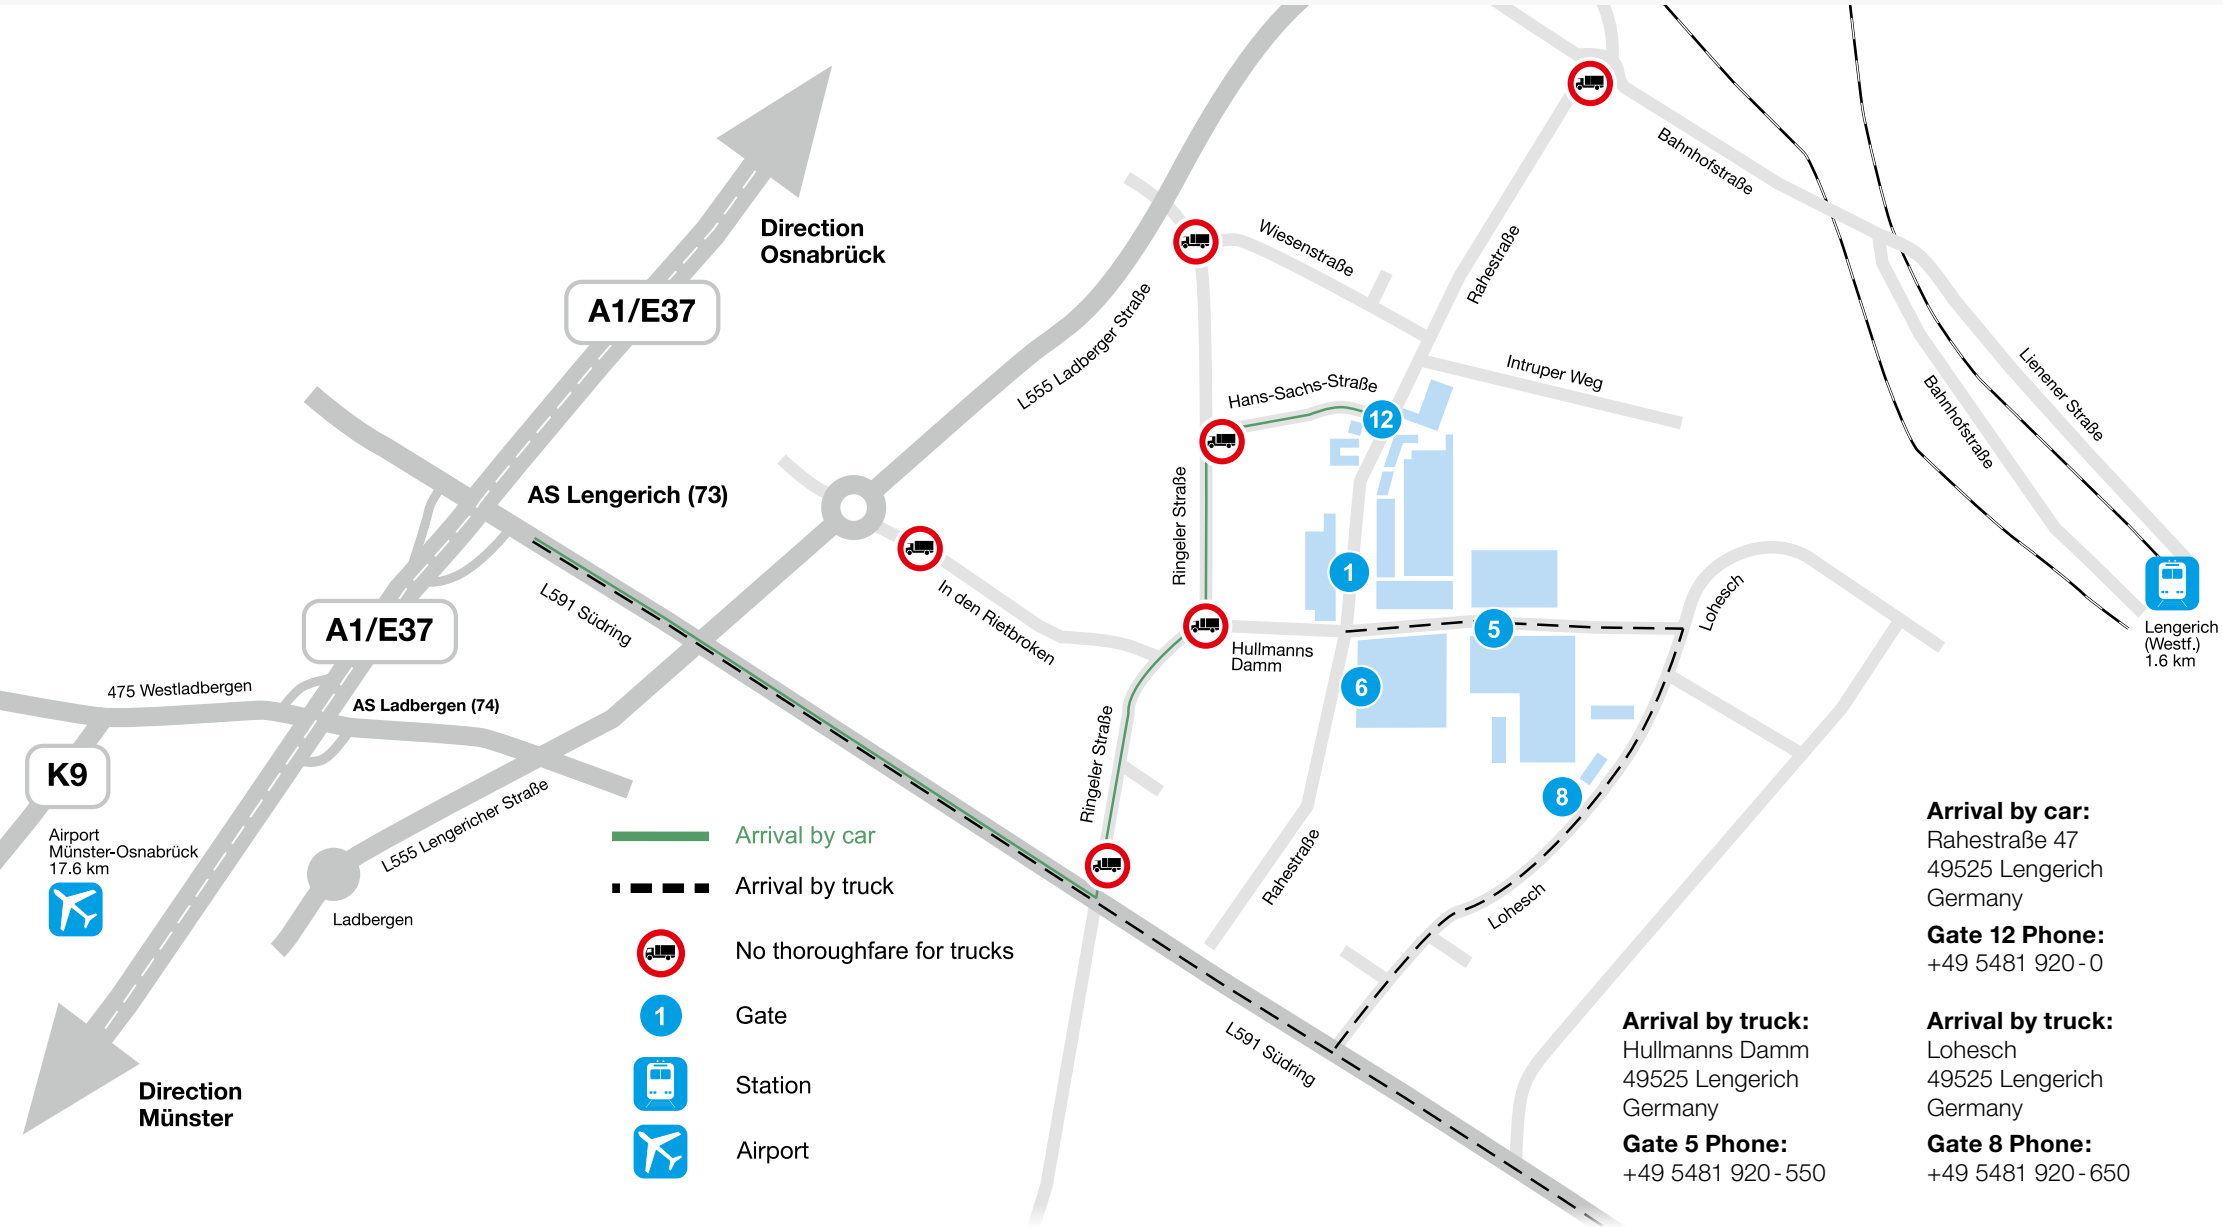 Direction
Osnabrück
A1/E37
AS Lengerich (73)
A1/E37
475 Westladbergen
AS Ladbergen (74)
K9
Airport
Münster-Osnabrück
17.6 km
L555 Lengericher Straße
Ladbergen
Direction
Münster
L591 Südring
L555 Ladberger Straße
In den Rietbroken
Wiesenstraße
Rahestraße
Bahnhofstraße
Intruper Weg
Hans-Sachs-Straße
12
Ringeler Straße
1
5
Hullmanns
Damm
6
8
Lohesch
Ringeler Straße
Rahestraße
Lohesch
L591 Südring
Lienener Straße
Bahnhofstraße
Lengerich
(Westf.)
1.6 km
Arrival by car
Arrival by truck
No thoroughfare for trucks
1
Gate
Station
Airport
Arrival by car:
Rahestraße 47
49525 Lengerich
Germany
Gate 12 Phone:
+49 5481 920-0
Arrival by truck:
Hullmanns Damm
49525 Lengerich
Germany
Gate 5 Phone:
+49 5481 920-550
Arrival by truck:
Lohesch
49525 Lengerich
Germany
Gate 8 Phone:
+49 5481 920-650